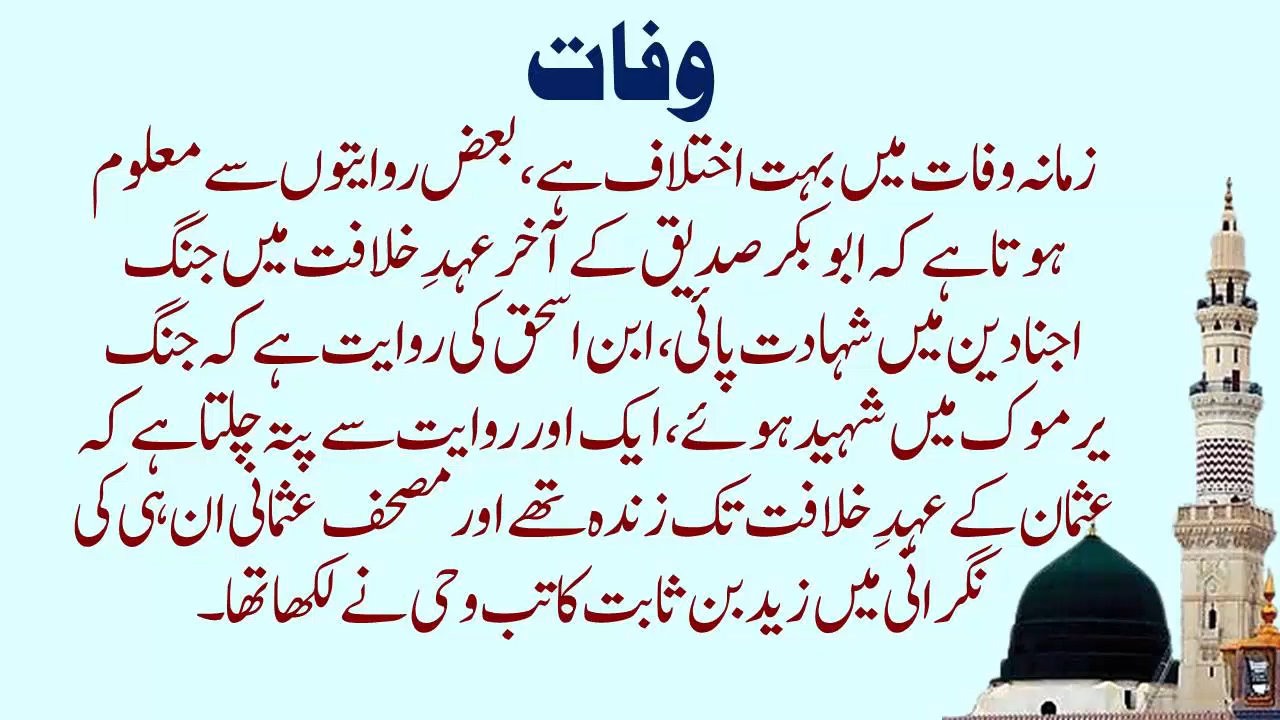 وفات
زمانہ وفات میں بہت اختلاف ہے، بعض روایتوں سے معلوم
ہوتا ہے کہ ابو بکر صدیق کے آخر عہدِ خلافت میں جنگ
اجنادین میں شہادت پائی، ابن اسحٰق کی روایت ہے کہ جنگ
یرموک میں شہید ہوئے، ایک اور روایت سے پتہ چلتا ہے کہ
عثمان کے عہدِ خلافت تک زندہ تھے اور مصحف عثمانی ان ہی کی
نگرانی میں زید بن ثابت کاتب وحی نے لکھا تھا۔